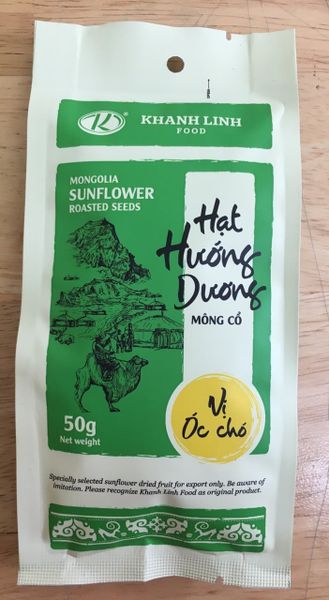 K
KHANH LINH
FOOD
MONGOLIA
SUNFLOWER
ROASTED SEEDS
Hạt
Hướng
Dương
MÔNG CỔ
50g
Net weight
Vị
Óc chó
Specially selected sunflower dried fruit for export only. Be aware of
imitation. Please recognize Khanh Linh Food as original product.